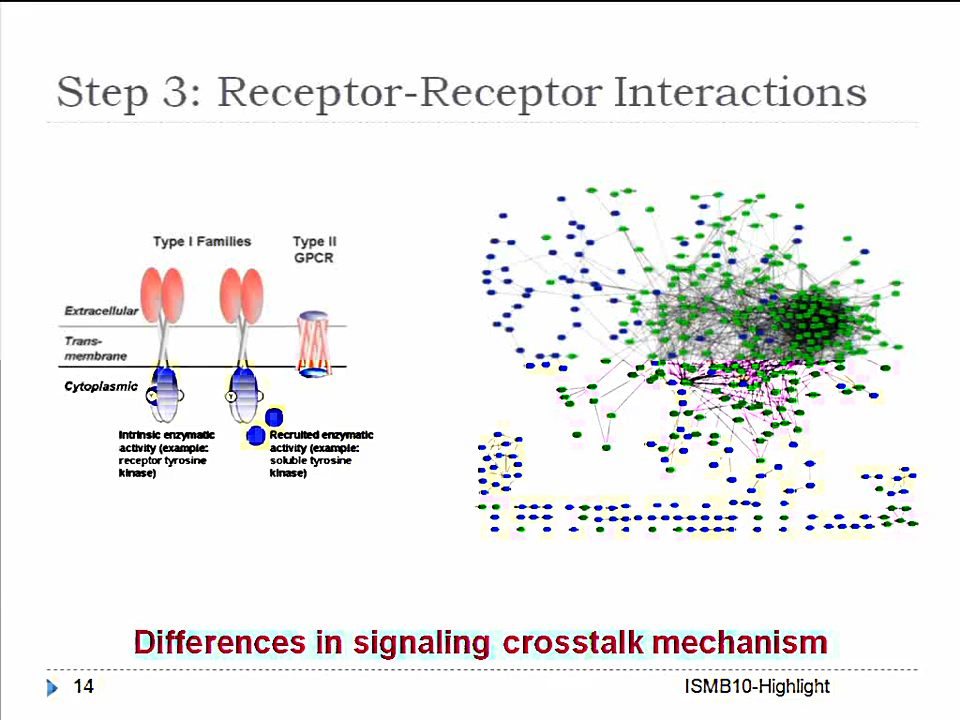 Step 3: Receptor-Receptor Interactions
Type I Families
Type II
GPCR
Extracellular
Trans-
membrane
Cytoplasmic
Y
Y
Intrinsic enzymatic
activity (example:
receptor tyrosine
kinase)
Recruited enzymatic
activity (example:
soluble tyrosine
kinase)
Differences in signaling crosstalk mechanism
14
ISMB10-Highlight